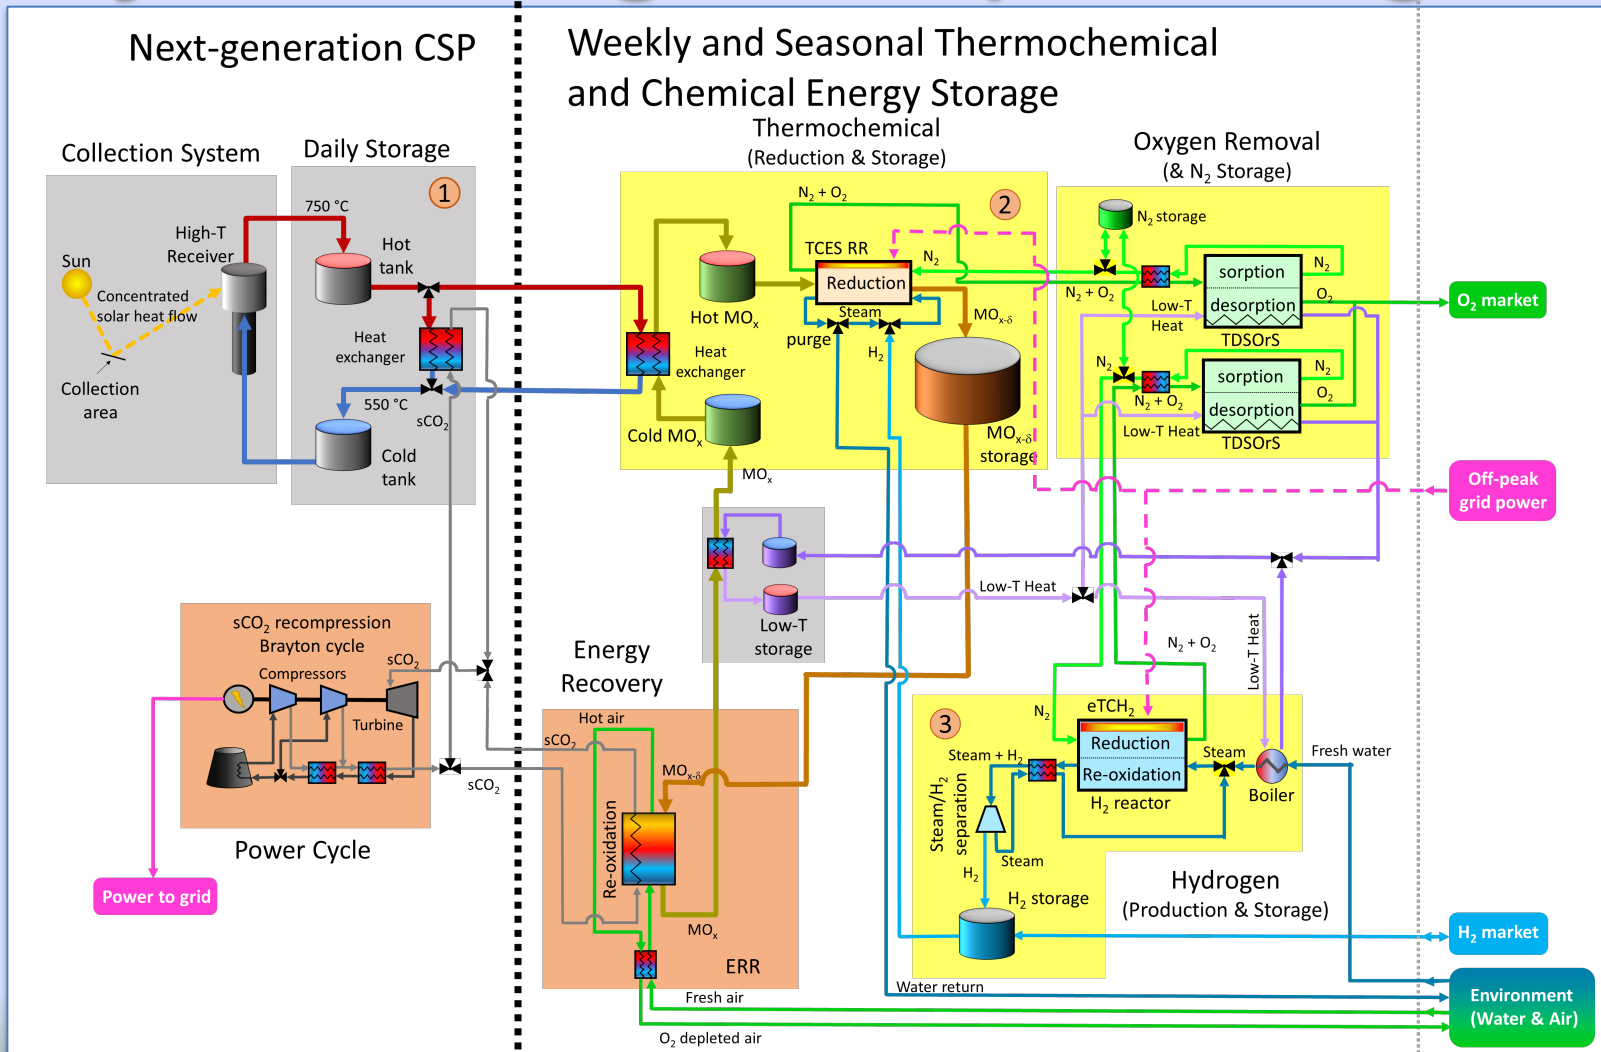 Next-generation CSP
Weekly and Seasonal Thermochemical
and Chemical Energy Storage
Collection System
Sun
Concentrated
solar heat flow
High-T
Receiver
Collection
area
Daily Storage
1
750 °C
Hot
tank
Heat
exchanger
550 °C
sCO₂
Cold
tank
Thermochemical
(Reduction & Storage)
2
N₂ + O₂
TCES RR
Reduction
N₂
Steam
purge
H₂
Hot MOₓ
Heat
exchanger
Cold MOₓ
MOₓ
MOₓ₋δ
MOₓ₋δ
storage
Oxygen Removal
(& N₂ Storage)
N₂ storage
N₂ + O₂
Low-T
Heat
sorption
desorption
TDSOrS
N₂
O₂
N₂
N₂ + O₂
Low-T Heat
sorption
desorption
TDSOrS
N₂
O₂
O₂ market
Off-peak
grid power
Low-T
storage
Low-T Heat
Low-T Heat
sCO₂ recompression
Brayton cycle
Compressors
sCO₂
Turbine
sCO₂
Power Cycle
Power to grid
Energy
Recovery
Hot air
sCO₂
MOₓ₋δ
Re-oxidation
MOₓ
ERR
Fresh air
O₂ depleted air
3
N₂
N₂ + O₂
eTCH₂
Reduction
Re-oxidation
H₂ reactor
Steam + H₂
Steam/H₂
separation
Steam
H₂
H₂ storage
Steam
Boiler
Fresh water
Hydrogen
(Production & Storage)
Water return
H₂ market
Environment
(Water & Air)